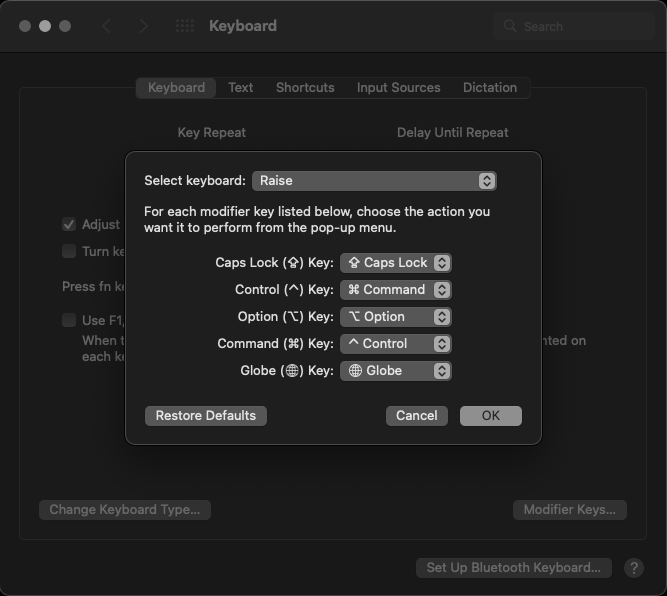 Keyboard
Search
Keyboard Text Shortcuts Input Sources Dictation
Key Repeat Delay Until Repeat
Select keyboard: Raise
For each modifier key listed below, choose the action you
want it to perform from the pop-up menu.
Adjust
Turn ke
Press fn ke
Use F1,
When t
nted on
each ke
Caps Lock (⇪) Key: ⇪ Caps Lock
Control (^) Key: ⌘ Command
Option (⌥) Key: ⌥ Option
Command (⌘) Key: ^ Control
Globe (🌐) Key: 🌐 Globe
Restore Defaults Cancel OK
Change Keyboard Type... Modifier Keys...
Set Up Bluetooth Keyboard... ?